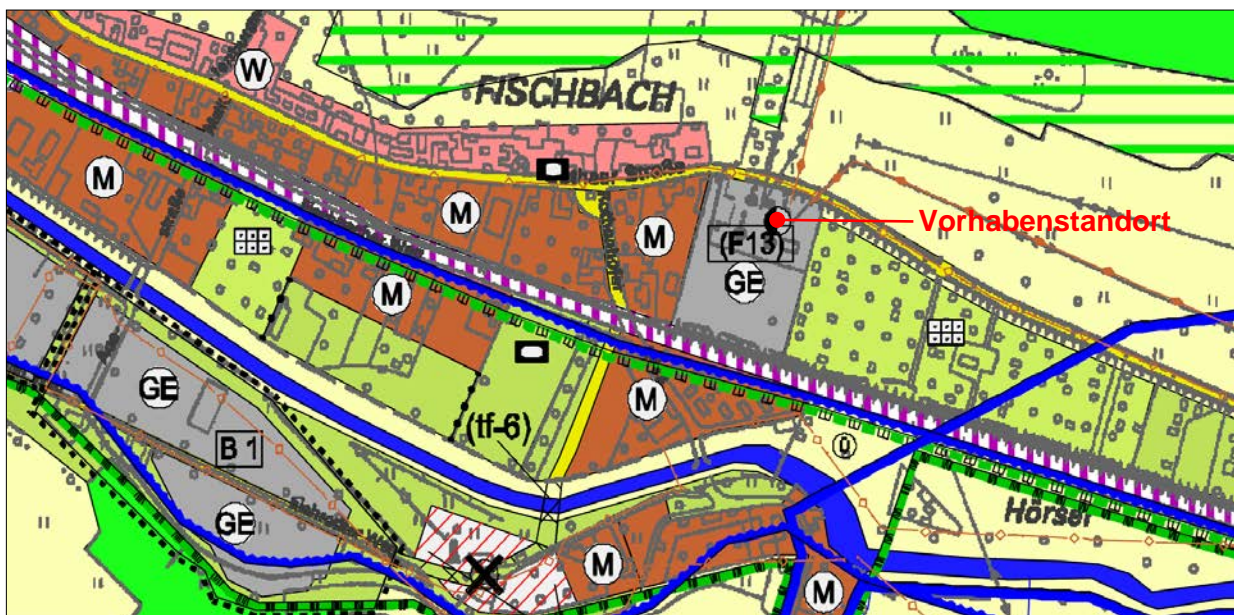 W
FISCHBACH
M
M
M
Vorhabenstandort
(F13)
GE
M
GE
M
(tf-6)
B 1
Ü
Hörsel
GE
M
M